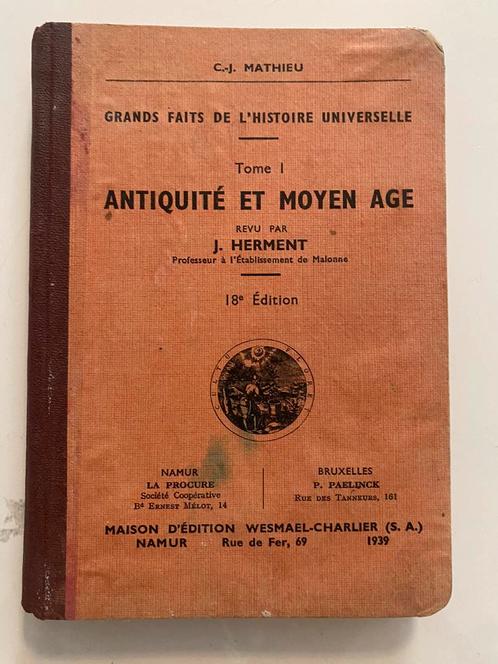 C.-J. MATHIEU
GRANDS FAITS DE L'HISTOIRE UNIVERSELLE
Tome I
ANTIQUITÉ ET MOYEN AGE
REVU PAR
J. HERMENT
Professeur à l'Établissement de Malonne
18e Édition
CULTU FLORET
NAMUR
LA PROCURE
Société Coopérative
Bd Ernest Mélot, 14
BRUXELLES
P. PAELINCK
Rue des Tanneurs, 161
MAISON D'ÉDITION WESMAEL-CHARLIER (S. A.)
NAMUR Rue de Fer, 69 1939